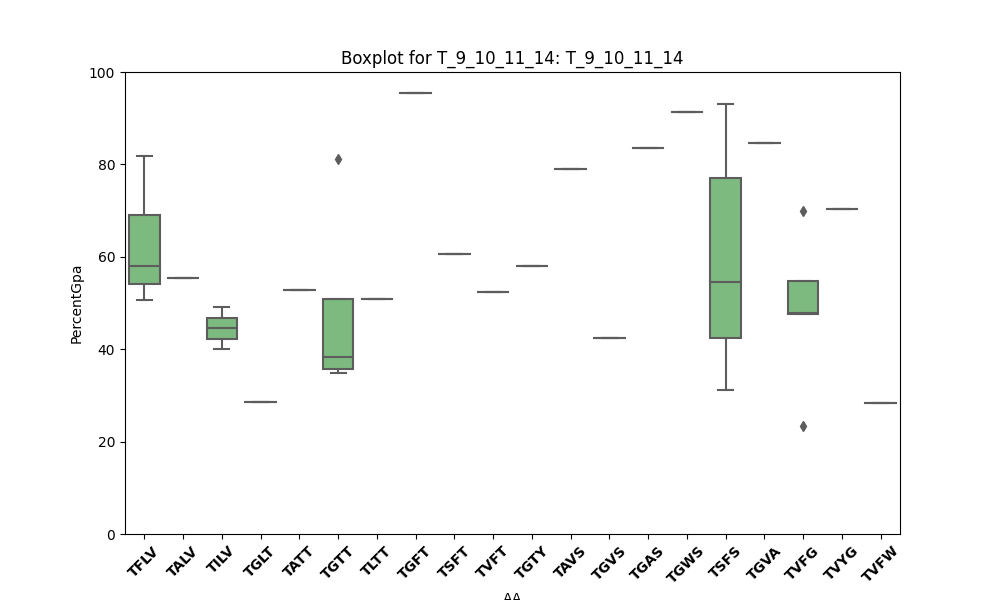 Boxplot for T_9_10_11_14: T_9_10_11_14
PercentGpa
100
80
60
40
20
0
TFLV
TALV
TILV
TGLT
TATT
TGTT
TLTT
TGFT
TSFT
TVFT
TGTY
TAVS
TGVS
TGAS
TGWS
TSFS
TGVA
TVFG
TVYG
TVFW
AA